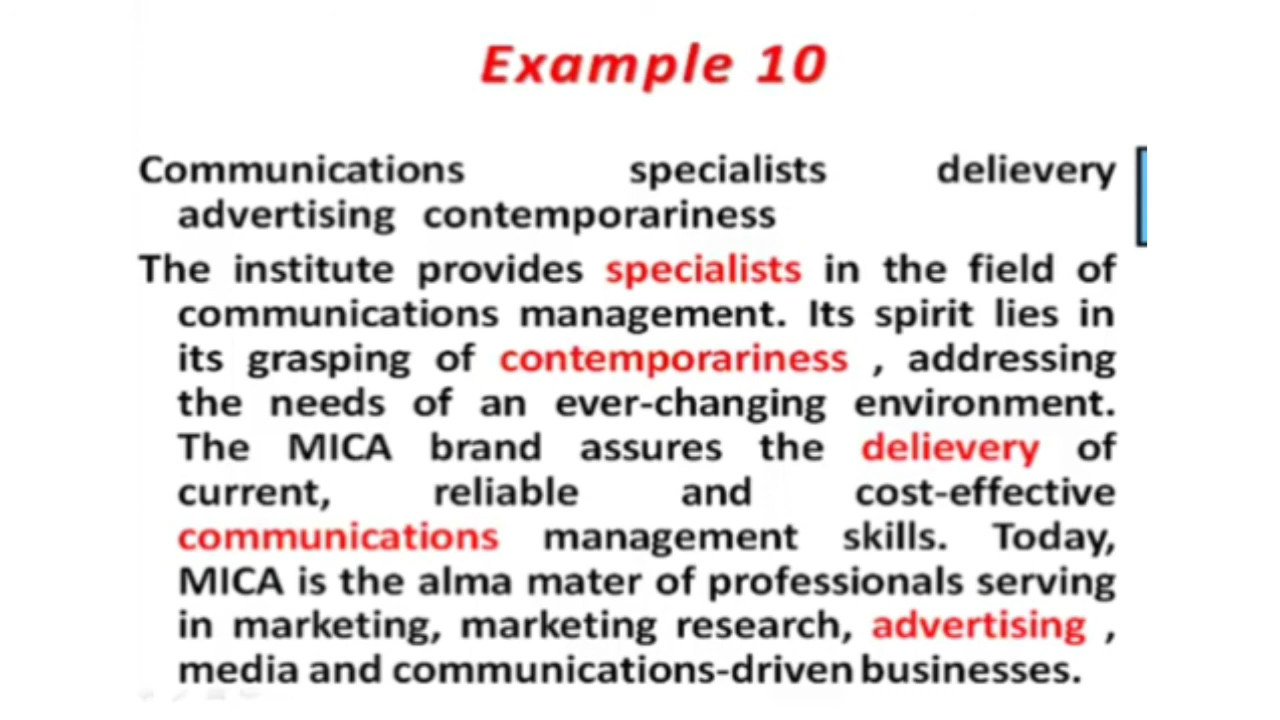 Example 10
Communications specialists delievery
advertising contemporariness
The institute provides specialists in the field of
communications management. Its spirit lies in
its grasping of contemporariness , addressing
the needs of an ever-changing environment.
The MICA brand assures the delievery of
current, reliable and cost-effective
communications management skills. Today,
MICA is the alma mater of professionals serving
in marketing, marketing research, advertising ,
media and communications-driven businesses.